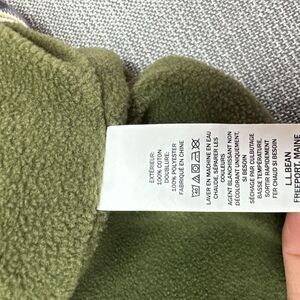 EXTÉRIEUR:
100% COTON
DOUBLURE:
100% POLYESTER
FABRIQUÉ EN CHINE
LAVER EN MACHINE EN EAU
CHAUDE, SÉPARER LES
COULEURS
AGENT BLANCHISSANT NON
DÉCOLORANT UNIQUEMENT,
SI BESOIN
SÉCHAGE PAR CULBUTAGE
BASSE TEMPÉRATURE,
SORTIR RAPIDEMENT
FER CHAUD SI BESOIN
L.L.BEAN
FREEPORT, MAINE